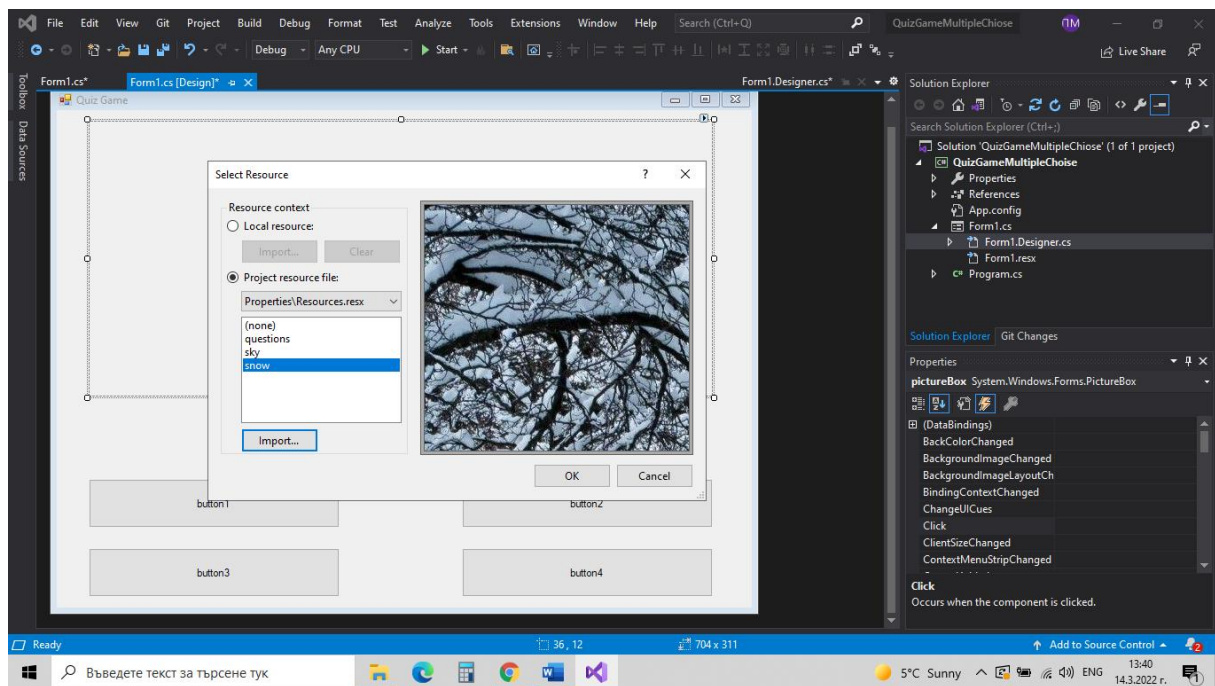 File Edit View Git Project Build Debug Format Test Analyze Tools Extensions Window Help Search (Ctrl+Q) QuizGameMultipleChiose ПМ
Debug Any CPU Start Live Share
Form1.cs* Form1.cs [Design]* Form1.Designer.cs*
Toolbox
Data Sources
Quiz Game
Select Resource ?
Resource context
Local resource:
Import... Clear
Project resource file:
Properties\Resources.resx
(none)
questions
sky
snow
Import...
OK Cancel
button1 button2
button3 button4
Solution Explorer
Search Solution Explorer (Ctrl+;)
Solution 'QuizGameMultipleChiose' (1 of 1 project)
QuizGameMultipleChoise
Properties
References
App.config
Form1.cs
Form1.Designer.cs
Form1.resx
Program.cs
Solution Explorer Git Changes
Properties
pictureBox System.Windows.Forms.PictureBox
(DataBindings)
BackColorChanged
BackgroundImageChanged
BackgroundImageLayoutCh
BindingContextChanged
ChangeUICues
Click
ClientSizeChanged
ContextMenuStripChanged
Click
Occurs when the component is clicked.
Ready 36 , 12 704 x 311 Add to Source Control 2
Въведете текст за търсене тук 5°C Sunny ENG 13:40
14.3.2022 г. 1